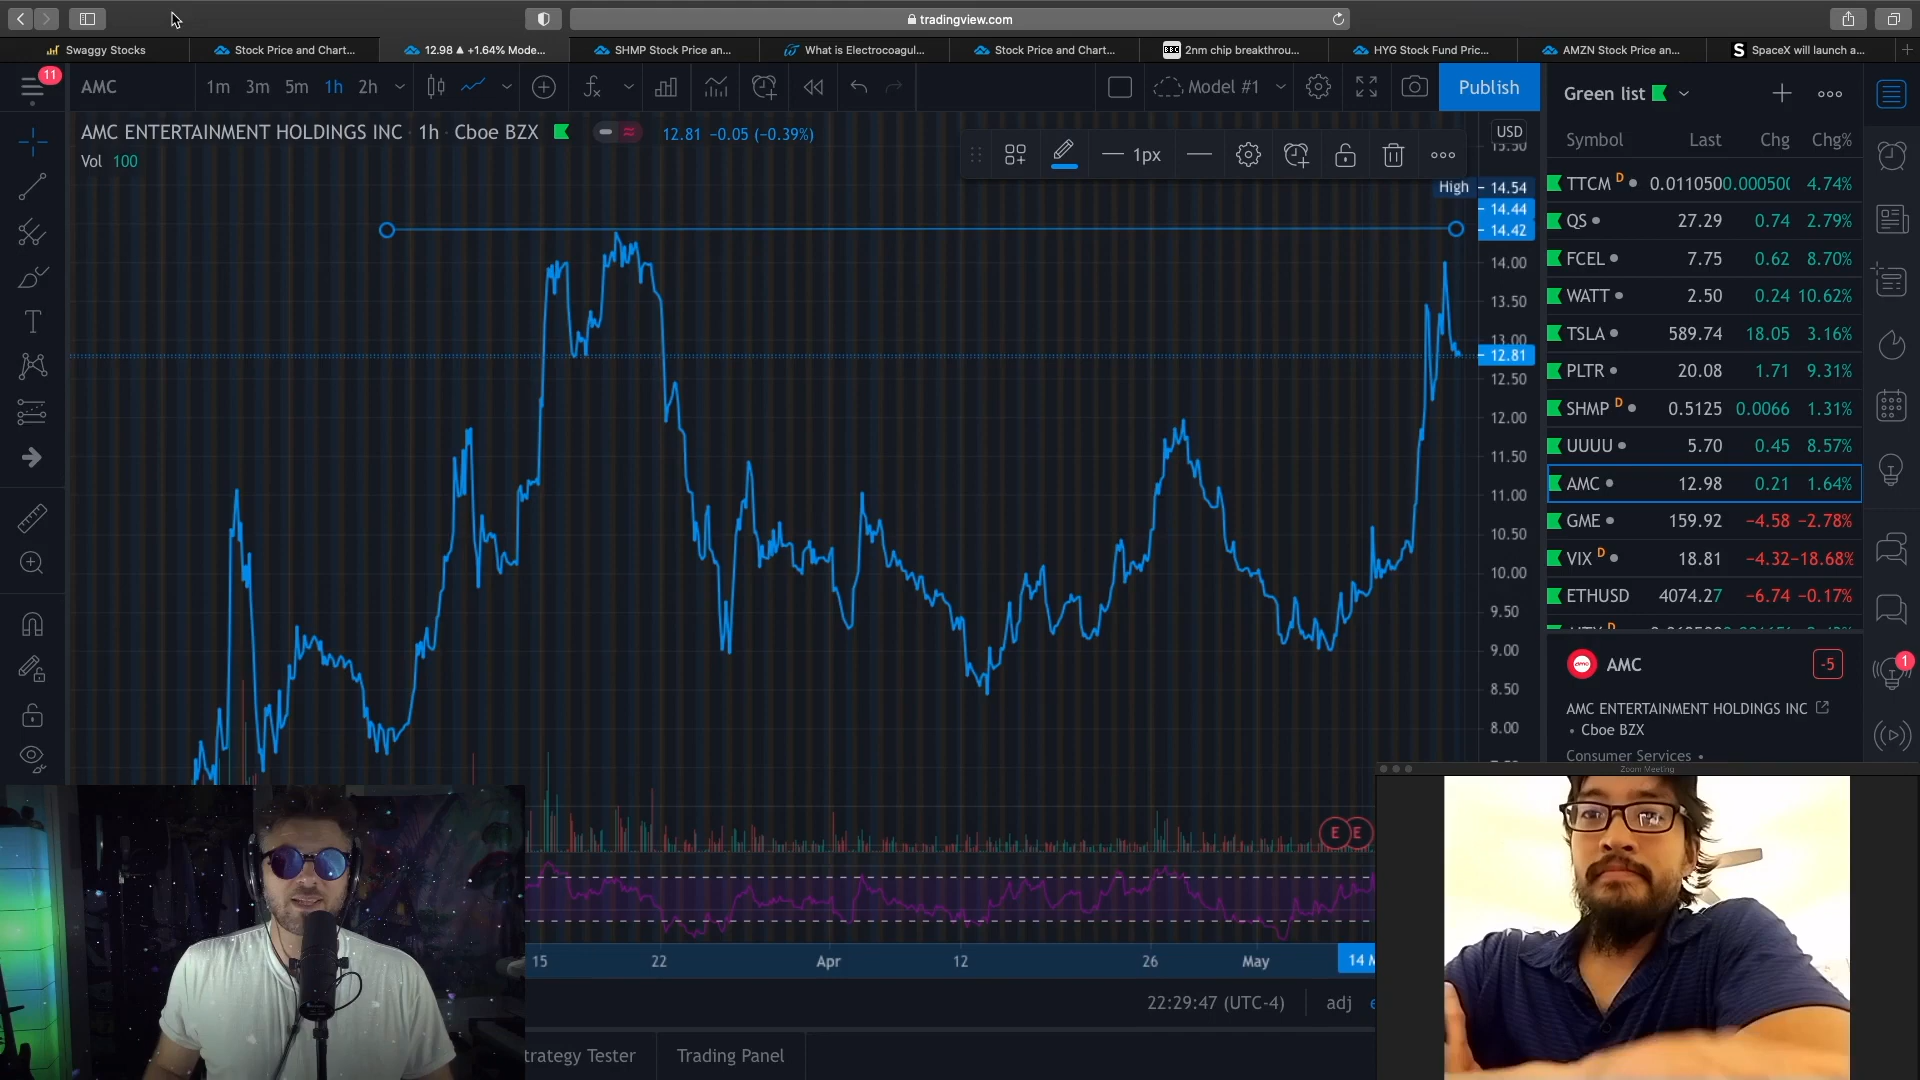 tradingview.com
Swaggy Stocks
Stock Price and Chart...
12.98 ▲ +1.64% Mode...
SHMP Stock Price an...
What is Electrocoagul...
Stock Price and Chart...
BBC 2nm chip breakthrou...
HYG Stock Fund Pric...
AMZN Stock Price an...
S SpaceX will launch a...
11
AMC
1m 3m 5m 1h 2h
Model #1
Publish
Green list
AMC ENTERTAINMENT HOLDINGS INC · 1h · Cboe BZX
12.81 −0.05 (−0.39%)
Vol 100
1px
USD
15.50
High 14.54
14.44
14.42
14.00
13.50
13.00
12.81
12.50
12.00
11.50
11.00
10.50
10.00
9.50
9.00
8.50
8.00
Symbol Last Chg Chg%
TTCM D 0.011050 0.000500 4.74%
QS 27.29 0.74 2.79%
FCEL 7.75 0.62 8.70%
WATT 2.50 0.24 10.62%
TSLA 589.74 18.05 3.16%
PLTR 20.08 1.71 9.31%
SHMP D 0.5125 0.0066 1.31%
UUUU 5.70 0.45 8.57%
AMC 12.98 0.21 1.64%
GME 159.92 −4.58 −2.78%
VIX D 18.81 −4.32 −18.68%
ETHUSD 4074.27 −6.74 −0.17%
AMC
-5
AMC ENTERTAINMENT HOLDINGS INC
• Cboe BZX
Consumer Services •
1
Zoom Meeting
E E
15 22 Apr 12 26 May 14 M
22:29:47 (UTC-4) adj
trategy Tester
Trading Panel